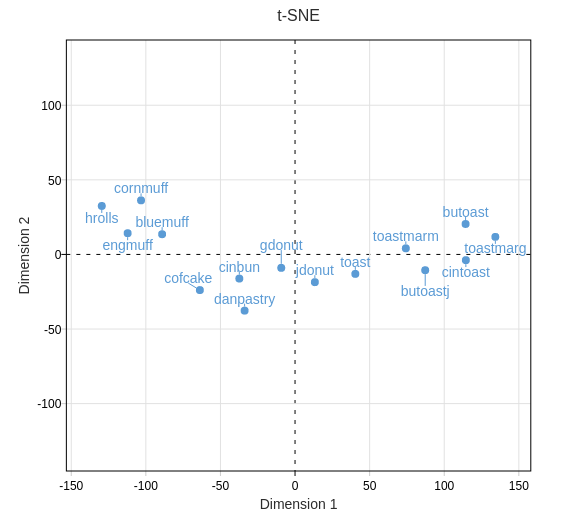 t-SNE
Dimension 2
100
50
0
-50
-100
cornmuff
hrolls
bluemuff
engmuff
butoast
toastmarm
toastmarg
gdonut
cofcake
cinbun
jdonut
toast
cintoast
danpastry
butoastj
-150
-100
-50
0
50
100
150
Dimension 1